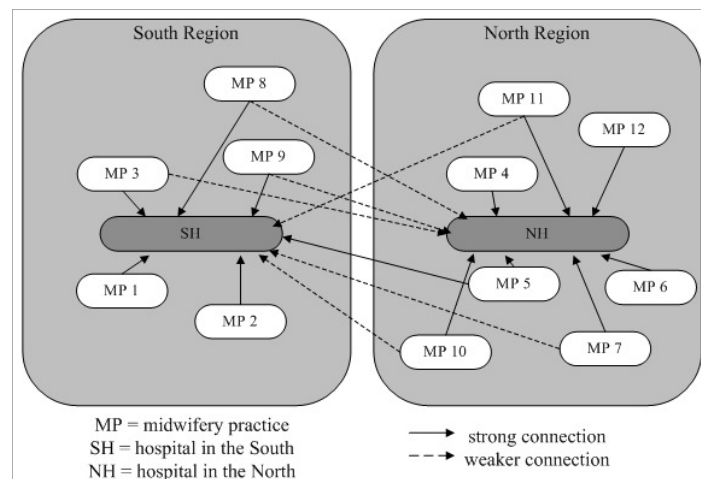 South Region
North Region
MP 8
MP 11
MP 12
MP 9
MP 3
MP 4
SH
NH
MP 1
MP 5
MP 6
MP 2
MP 10
MP 7
MP = midwifery practice
SH = hospital in the South
NH = hospital in the North
strong connection
weaker connection